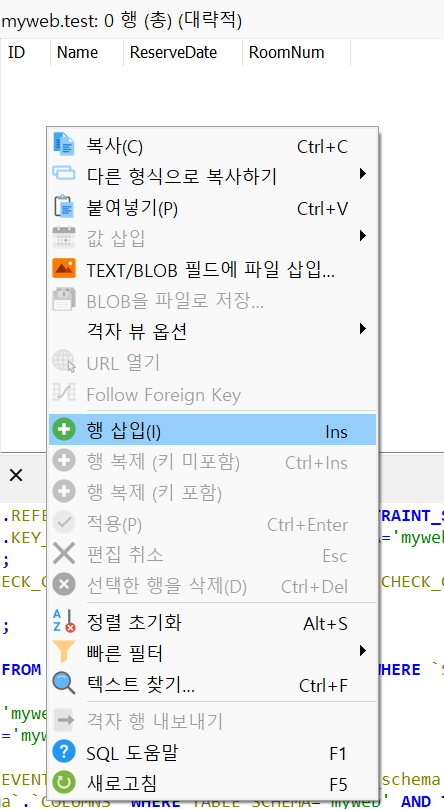 myweb.test: 0 행 (총) (대략적)
ID Name ReserveDate RoomNum
복사(C) Ctrl+C
다른 형식으로 복사하기
붙여넣기(P) Ctrl+V
값 삽입
TEXT/BLOB 필드에 파일 삽입...
BLOB을 파일로 저장...
격자 뷰 옵션
URL 열기
Follow Foreign Key
행 삽입(I) Ins
행 복제 (키 미포함) Ctrl+Ins
행 복제 (키 포함)
적용(P) Ctrl+Enter
편집 취소 Esc
선택한 행을 삭제(D) Ctrl+Del
정렬 초기화 Alt+S
빠른 필터
텍스트 찾기... Ctrl+F
격자 행 내보내기
SQL 도움말 F1
새로고침 F5
.REFE
TRAINT_S
.KEY_
='myweb
;
ECK_C
CHECK_C
;
FROM
HERE `S
'myweb
='myw
EVENT
schema
a`.`COLUMNS` WHERE TABLE_SCHEMA='myweb' AND T